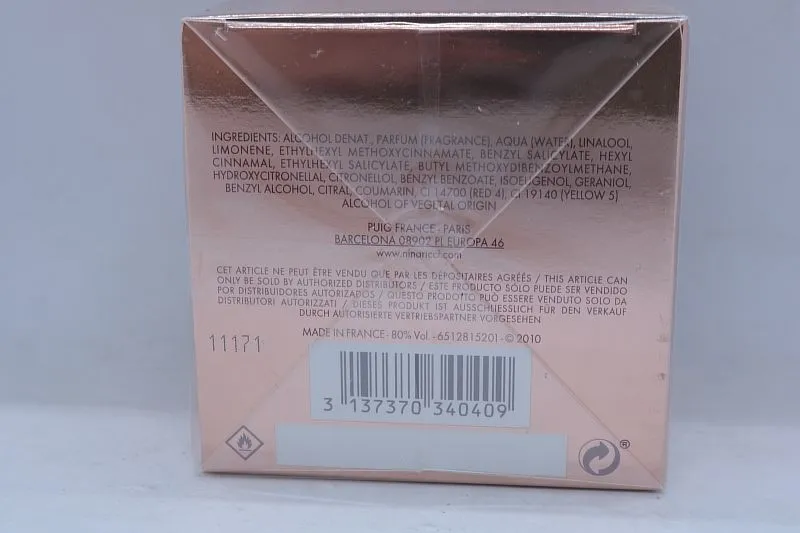 INGREDIENTS: ALCOHOL DENAT., PARFUM (FRAGRANCE), AQUA (WATER), LINALOOL,
LIMONENE, ETHYLHEXYL METHOXYCINNAMATE, BENZYL SALICYLATE, HEXYL
CINNAMAL, ETHYLHEXYL SALICYLATE, BUTYL METHOXYDIBENZOYLMETHANE,
HYDROXYCITRONELLAL, CITRONELLOL, BENZYL BENZOATE, ISOEUGENOL, GERANIOL,
BENZYL ALCOHOL, CITRAL, COUMARIN, CI 14700 (RED 4), CI 19140 (YELLOW 5)
ALCOHOL OF VEGETAL ORIGIN
PUIG FRANCE - PARIS
BARCELONA 08902 PL EUROPA 46
www.ninaricci.com
CET ARTICLE NE PEUT ÊTRE VENDU QUE PAR LES DÉPOSITAIRES AGRÉÉS / THIS ARTICLE CAN
ONLY BE SOLD BY AUTHORIZED DISTRIBUTORS / ESTE PRODUCTO SÓLO PUEDE SER VENDIDO
POR DISTRIBUIDORES AUTORIZADOS / QUESTO PRODOTTO PUÒ ESSERE VENDUTO SOLO DA
DISTRIBUTORI AUTORIZZATI / DIESES PRODUKT IST AUSSCHLIESSLICH FÜR DEN VERKAUF
DURCH AUTORISIERTE VERTRIEBSPARTNER VORGESEHEN
MADE IN FRANCE - 80% Vol. - 6512815201 - © 2010
11171
3 137370 340409
®